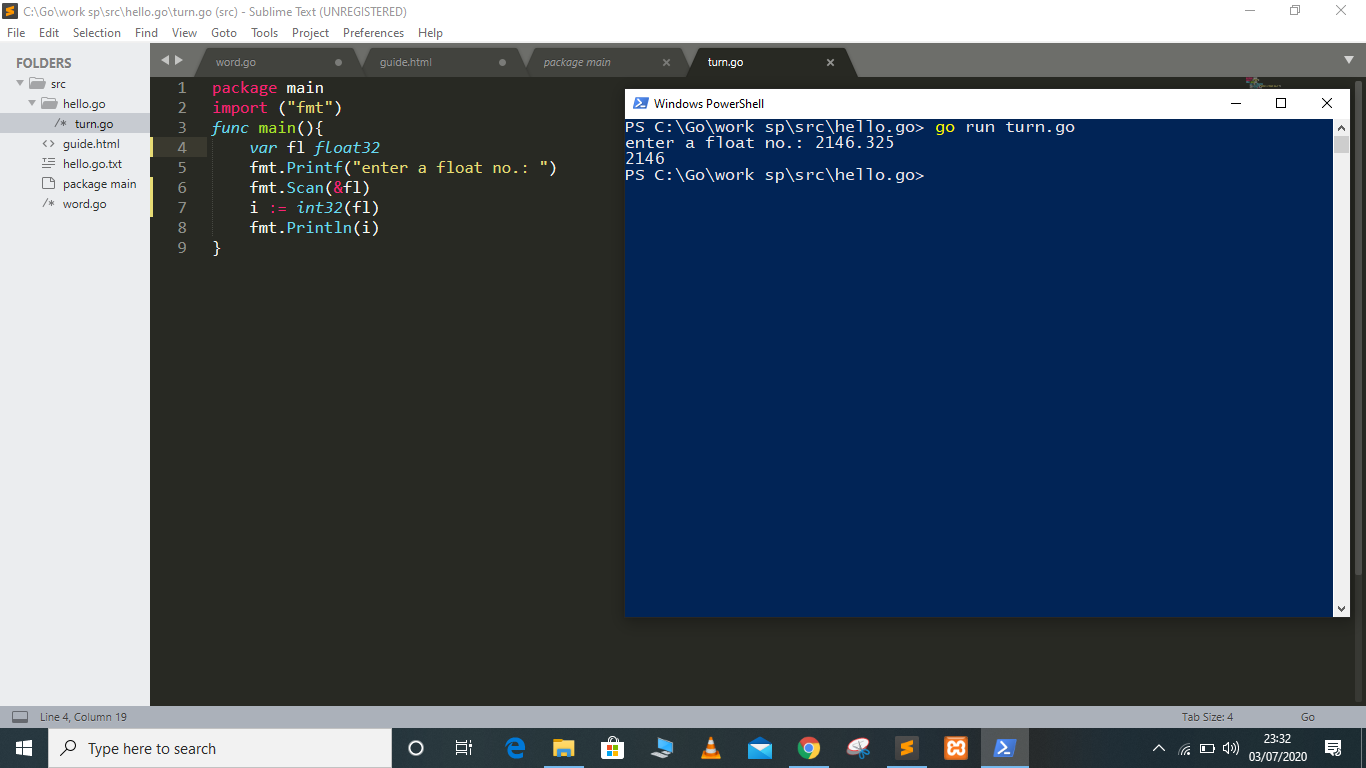 C:\Go\work sp\src\hello.go\turn.go (src) - Sublime Text (UNREGISTERED)
File Edit Selection Find View Goto Tools Project Preferences Help
FOLDERS
src
hello.go
/* turn.go
<> guide.html
hello.go.txt
package main
/* word.go
word.go
guide.html
package main
turn.go
1 package main
2 import ("fmt")
3 func main(){
4 var fl float32
5 fmt.Printf("enter a float no.: ")
6 fmt.Scan(&fl)
7 i := int32(fl)
8 fmt.Println(i)
9 }
Windows PowerShell
PS C:\Go\work sp\src\hello.go> go run turn.go
enter a float no.: 2146.325
2146
PS C:\Go\work sp\src\hello.go>
Line 4, Column 19
Tab Size: 4
Go
Type here to search
23:32
03/07/2020